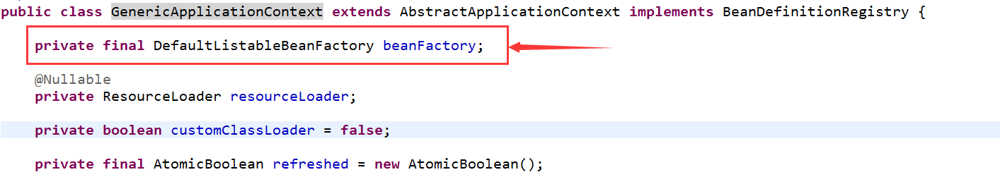 public class GenericApplicationContext extends AbstractApplicationContext implements BeanDefinitionRegistry {
private final DefaultListableBeanFactory beanFactory;
@Nullable
private ResourceLoader resourceLoader;
private boolean customClassLoader = false;
private final AtomicBoolean refreshed = new AtomicBoolean();